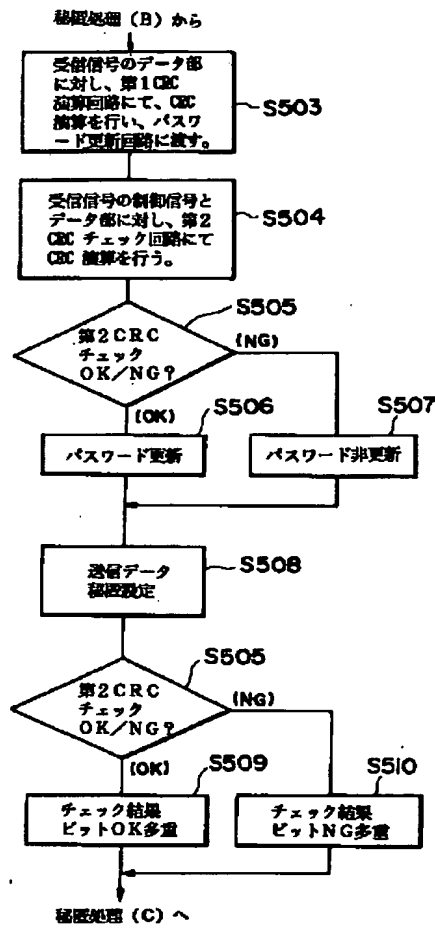 秘匿処理(B)から
受信信号のデータ部
に対し、第1CRC
演算回路にて、CRC
演算を行い、パスワ
ード更新回路に渡す。
S503
受信信号の制御信号と
データ部に対し、第2
CRCチェック回路にて
CRC演算を行う。
S504
S505
第2CRC
チェック
OK/NG?
(NG)
(OK)
S506
パスワード更新
S507
パスワード非更新
S508
送信データ
秘匿設定
S505
第2CRC
チェック
OK/NG?
(NG)
(OK)
S509
チェック結果
ビットOK多重
S510
チェック結果
ビットNG多重
秘匿処理(C)へ